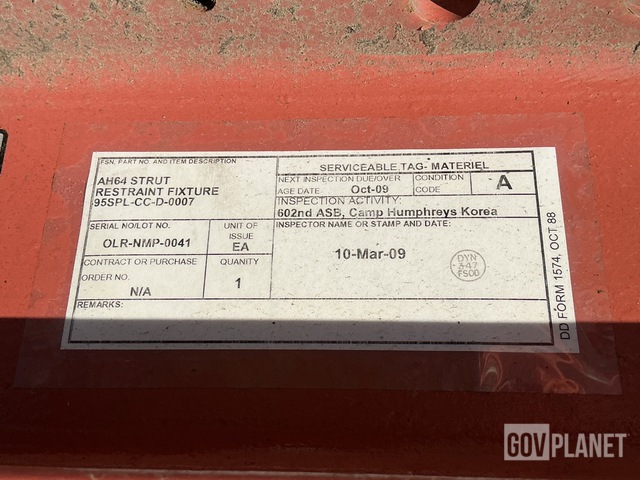 FSN, PART NO. AND ITEM DESCRIPTION
AH64 STRUT
RESTRAINT FIXTURE
95SPL-CC-D-0007
SERVICEABLE TAG- MATERIEL
NEXT INSPECTION DUE/OVER
AGE DATE Oct-09
CONDITION
CODE A
INSPECTION ACTIVITY:
602nd ASB, Camp Humphreys Korea
SERIAL NO/LOT NO.
OLR-NMP-0041
UNIT OF
ISSUE
EA
INSPECTOR NAME OR STAMP AND DATE:
10-Mar-09
DYN
347
FS00
CONTRACT OR PURCHASE
ORDER NO.
N/A
QUANTITY
1
REMARKS:
DD FORM 1574, OCT 88
GOVPLANET